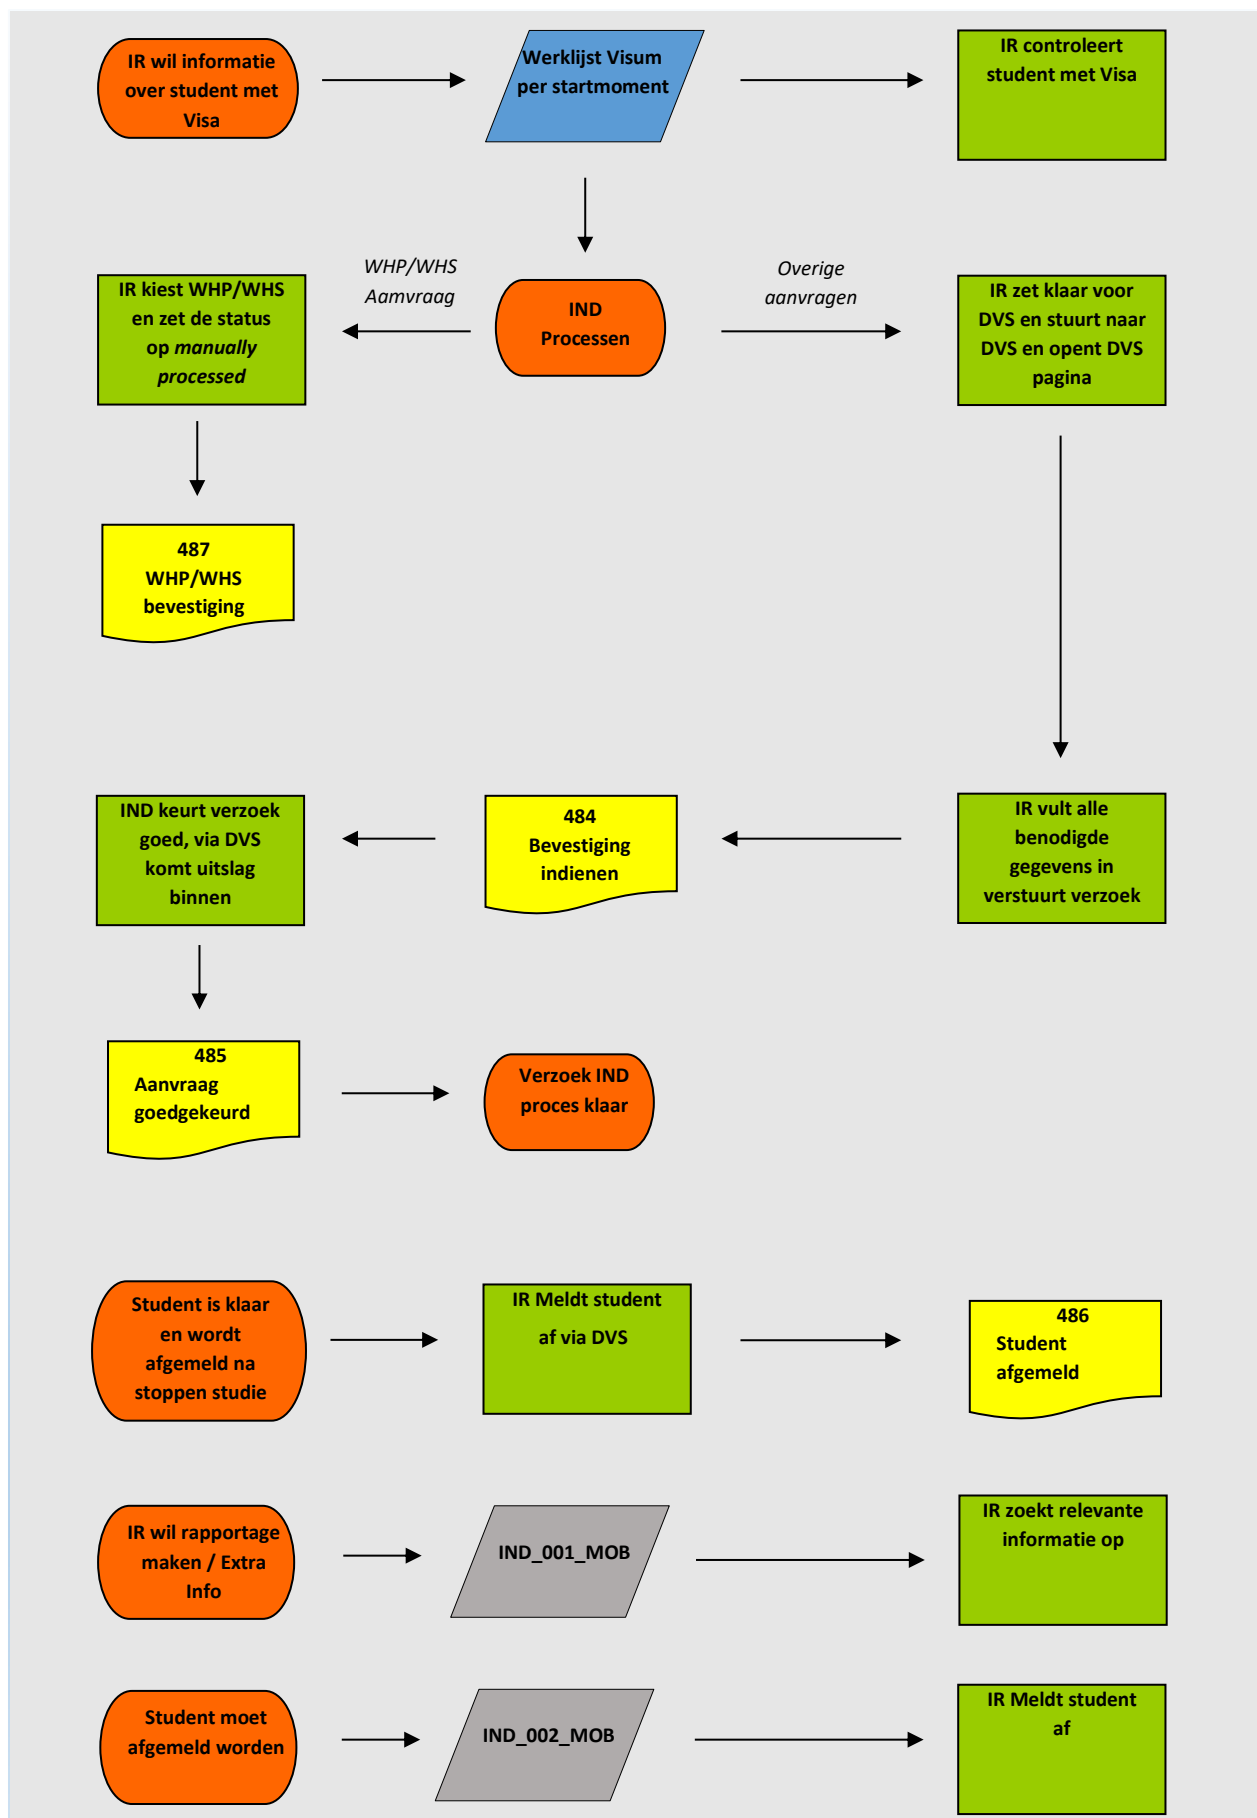 IR wil informatie
over student met
Visa
Werklijst Visum
per startmoment
IR controleert
student met Visa
WHP/WHS
Aamvraag
Overige
aanvragen
IR kiest WHP/WHS
en zet de status
op manually
processed
IND
Processen
IR zet klaar voor
DVS en stuurt naar
DVS en opent DVS
pagina
487
WHP/WHS
bevestiging
IND keurt verzoek
goed, via DVS
komt uitslag
binnen
484
Bevestiging
indienen
IR vult alle
benodigde
gegevens in
verstuurt verzoek
485
Aanvraag
goedgekeurd
Verzoek IND
proces klaar
Student is klaar
en wordt
afgemeld na
stoppen studie
IR Meldt student
af via DVS
486
Student
afgemeld
IR wil rapportage
maken / Extra
Info
IND_001_MOB
IR zoekt relevante
informatie op
Student moet
afgemeld worden
IND_002_MOB
IR Meldt student
af